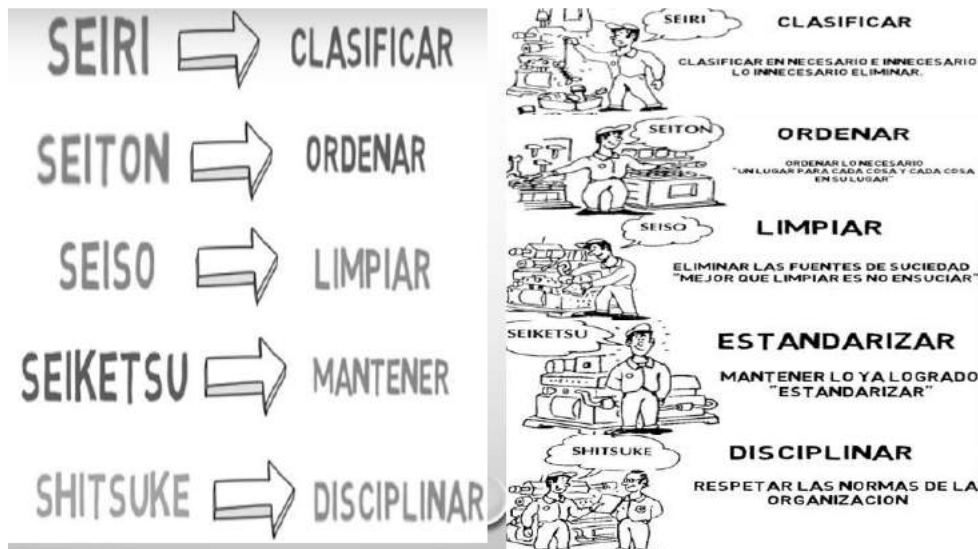 SEIRI
CLASIFICAR
SEITON
ORDENAR
SEISO
LIMPIAR
SEIKETSU
MANTENER
SHITSUKE
DISCIPLINAR
SEIRI
CLASIFICAR
CLASIFICAR EN NECESARIO E INNECESARIO
LO INNECESARIO ELIMINAR.
SEITON
ORDENAR
ORDENAR LO NECESARIO
"UN LUGAR PARA CADA COSA Y CADA COSA
EN SU LUGAR"
SEISO
LIMPIAR
ELIMINAR LAS FUENTES DE SUCIEDAD
"MEJOR QUE LIMPIAR ES NO ENSUCIAR"
SEIKETSU
ESTANDARIZAR
MANTENER LO YA LOGRADO
"ESTANDARIZAR"
SHITSUKE
DISCIPLINAR
RESPETAR LAS NORMAS DE LA
ORGANIZACION